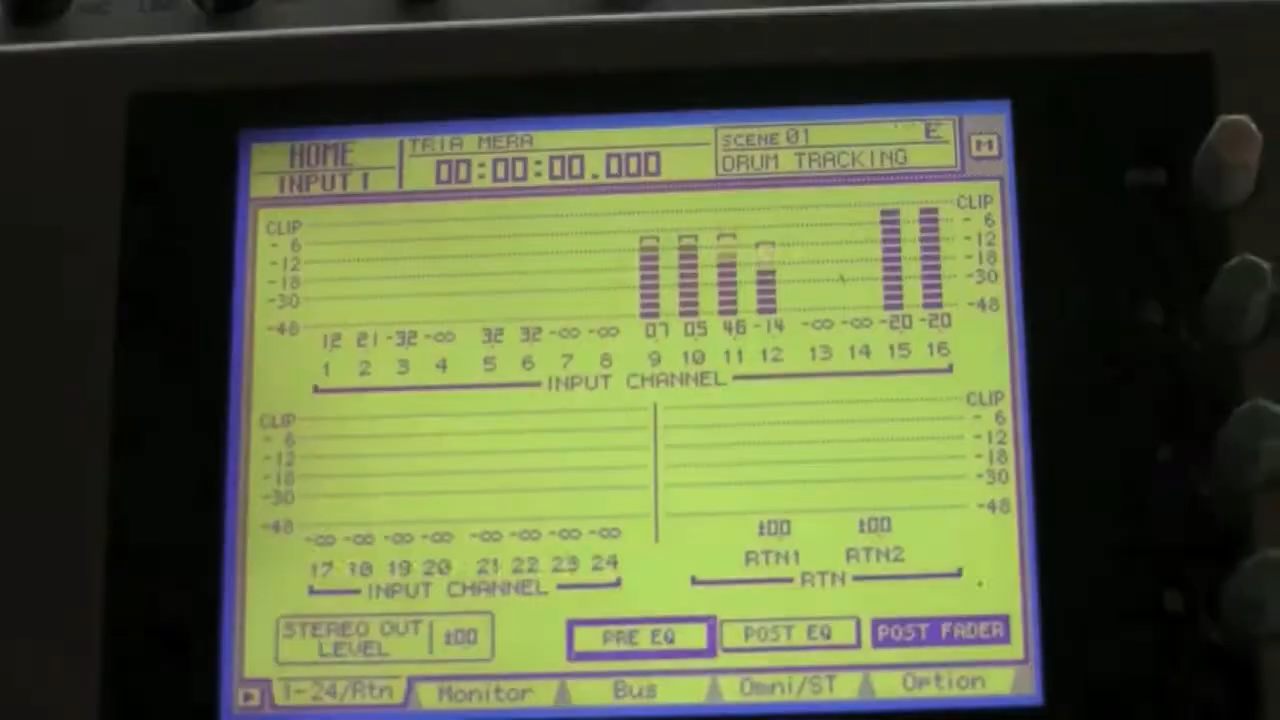 HOME
INPUT1
TRIA MERA
00:00:00.000
SCENE 01 E
DRUM TRACKING
M
CLIP CLIP
-6 -6
-12 -12
-18 -18
-30 -30
-48 -48
12 21 -32 -∞ 32 32 -∞ -∞ 07 05 46 -14 -∞ -∞ -20 -20
1 2 3 4 5 6 7 8 9 10 11 12 13 14 15 16
INPUT CHANNEL
CLIP CLIP
-6 -6
-12 -12
-18 -18
-30 -30
-48 -48
-∞ -∞ -∞ -∞ -∞ -∞ -∞ -∞ ±00 ±00
17 18 19 20 21 22 23 24 RTN1 RTN2
INPUT CHANNEL RTN
STEREO OUT
LEVEL ±00
PRE EQ POST EQ POST FADER
1-24/Rtn Monitor Bus Omni/ST Option